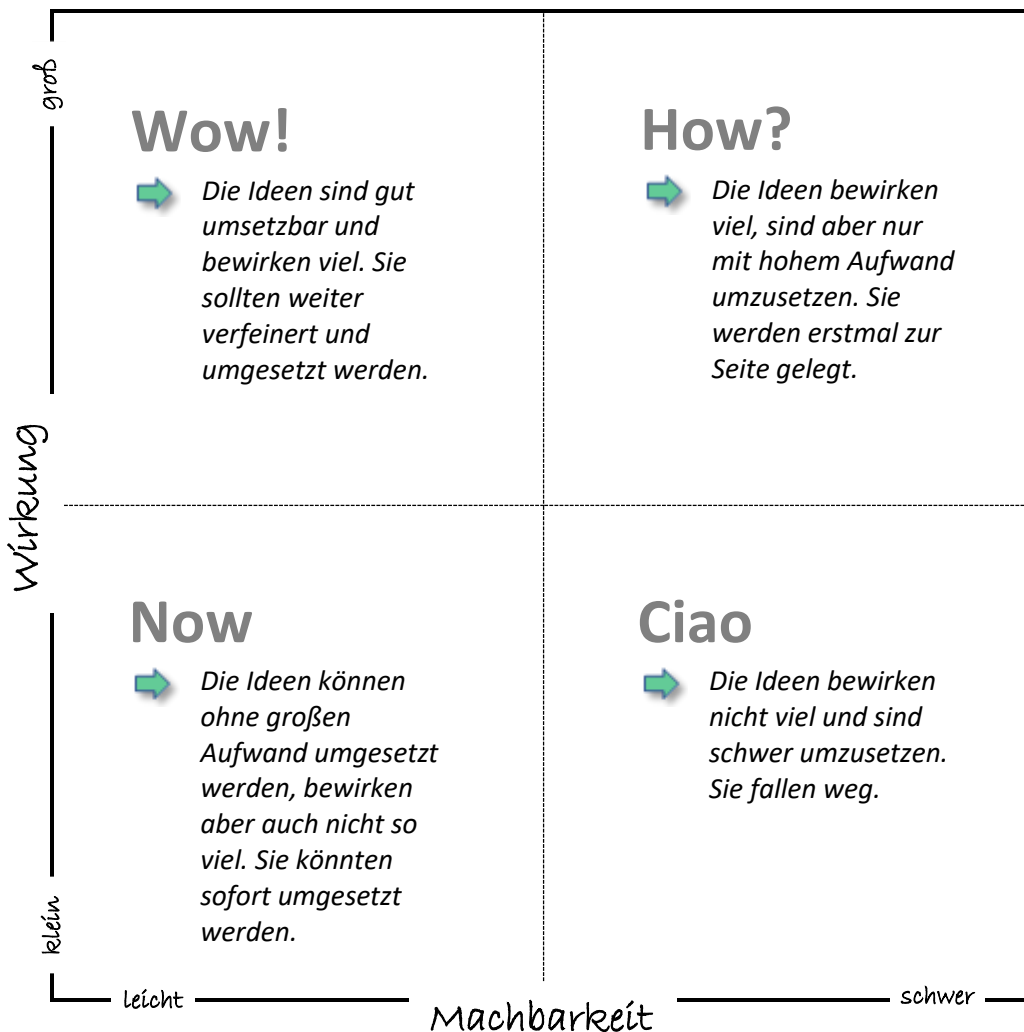 groß
Wow!
Die Ideen sind gut
umsetzbar und
bewirken viel. Sie
sollten weiter
verfeinert und
umgesetzt werden.
How?
Die Ideen bewirken
viel, sind aber nur
mit hohem Aufwand
umzusetzen. Sie
werden erstmal zur
Seite gelegt.
Wirkung
Now
Die Ideen können
ohne großen
Aufwand umgesetzt
werden, bewirken
aber auch nicht so
viel. Sie könnten
sofort umgesetzt
werden.
Ciao
Die Ideen bewirken
nicht viel und sind
schwer umzusetzen.
Sie fallen weg.
klein
leicht
Machbarkeit
schwer